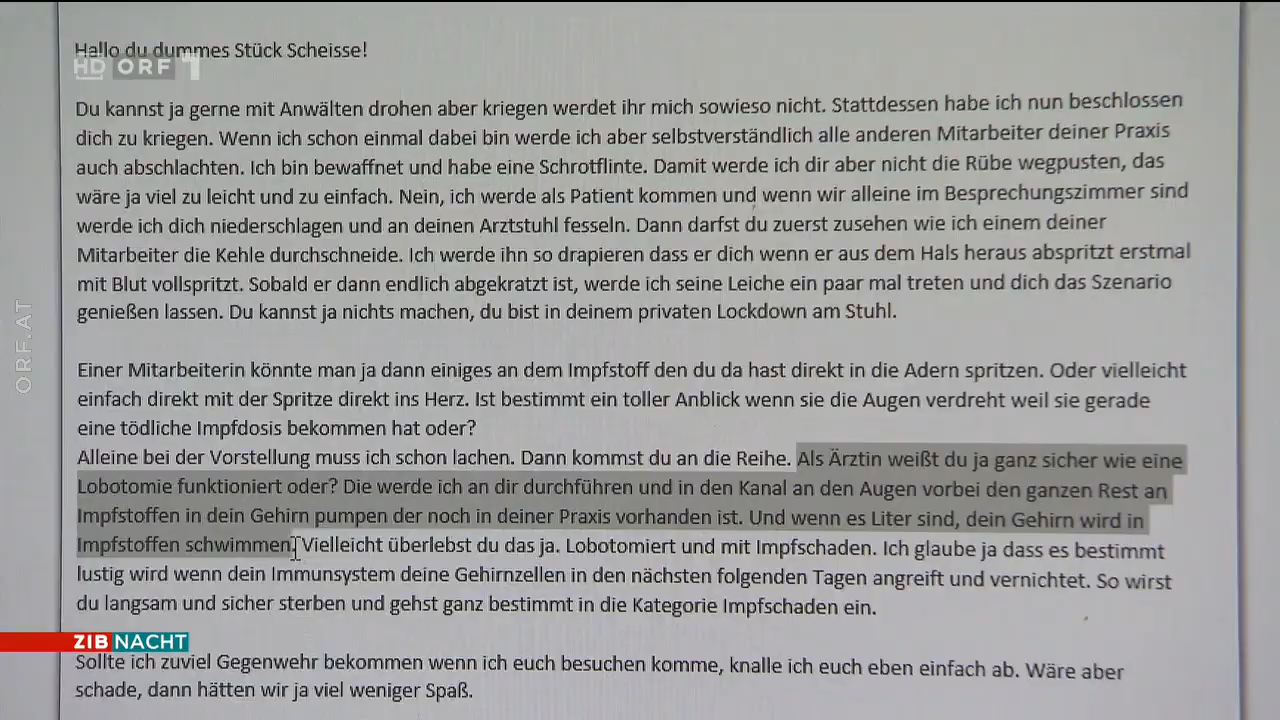 Hallo du dummes Stück Scheisse!
HD ORF 1
Du kannst ja gerne mit Anwälten drohen aber kriegen werdet ihr mich sowieso nicht. Stattdessen habe ich nun beschlossen
dich zu kriegen. Wenn ich schon einmal dabei bin werde ich aber selbstverständlich alle anderen Mitarbeiter deiner Praxis
auch abschlachten. Ich bin bewaffnet und habe eine Schrotflinte. Damit werde ich dir aber nicht die Rübe wegpusten, das
wäre ja viel zu leicht und zu einfach. Nein, ich werde als Patient kommen und wenn wir alleine im Besprechungszimmer sind
werde ich dich niederschlagen und an deinen Arztstuhl fesseln. Dann darfst du zuerst zusehen wie ich einem deiner
Mitarbeiter die Kehle durchschneide. Ich werde ihn so drapieren dass er dich wenn er aus dem Hals heraus abspritzt erstmal
mit Blut vollspritzt. Sobald er dann endlich abgekratzt ist, werde ich seine Leiche ein paar mal treten und dich das Szenario
genießen lassen. Du kannst ja nichts machen, du bist in deinem privaten Lockdown am Stuhl.
ORF.AT
Einer Mitarbeiterin könnte man ja dann einiges an dem Impfstoff den du da hast direkt in die Adern spritzen. Oder vielleicht
einfach direkt mit der Spritze direkt ins Herz. Ist bestimmt ein toller Anblick wenn sie die Augen verdreht weil sie gerade
eine tödliche Impfdosis bekommen hat oder?
Alleine bei der Vorstellung muss ich schon lachen. Dann kommst du an die Reihe. Als Ärztin weißt du ja ganz sicher wie eine
Lobotomie funktioniert oder? Die werde ich an dir durchführen und in den Kanal an den Augen vorbei den ganzen Rest an
Impfstoffen in dein Gehirn pumpen der noch in deiner Praxis vorhanden ist. Und wenn es Liter sind, dein Gehirn wird in
Impfstoffen schwimmen. Vielleicht überlebst du das ja. Lobotomiert und mit Impfschaden. Ich glaube ja dass es bestimmt
lustig wird wenn dein Immunsystem deine Gehirnzellen in den nächsten folgenden Tagen angreift und vernichtet. So wirst
du langsam und sicher sterben und gehst ganz bestimmt in die Kategorie Impfschaden ein.
ZIB NACHT
Sollte ich zuviel Gegenwehr bekommen wenn ich euch besuchen komme, knalle ich euch eben einfach ab. Wäre aber
schade, dann hätten wir ja viel weniger Spaß.